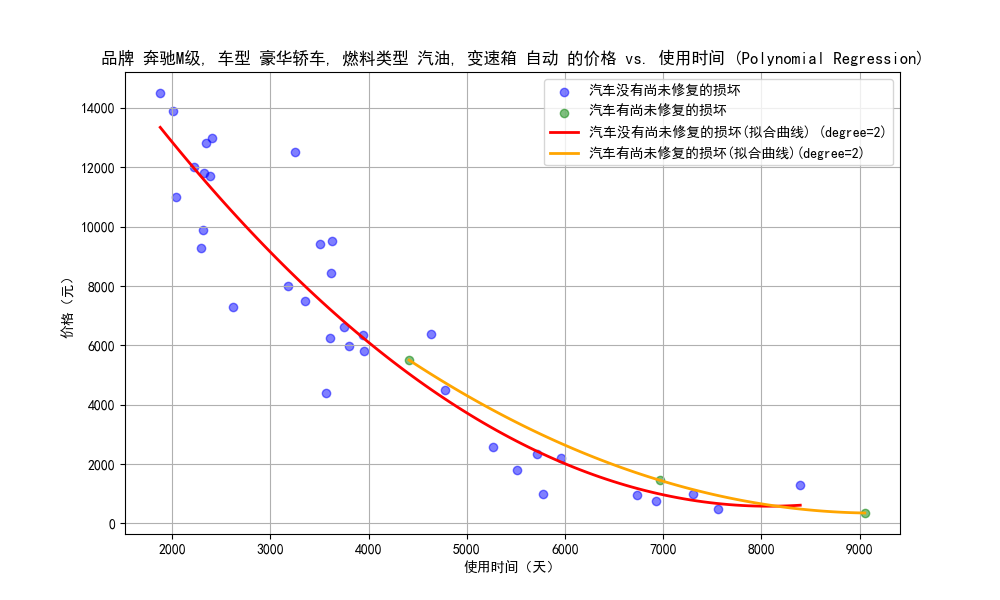 品牌 奔驰M级, 车型 豪华轿车, 燃料类型 汽油, 变速箱 自动 的价格 vs. 使用时间 (Polynomial Regression)
汽车没有尚未修复的损坏
汽车有尚未修复的损坏
汽车没有尚未修复的损坏(拟合曲线) (degree=2)
汽车有尚未修复的损坏(拟合曲线)(degree=2)
价格（元）
14000
12000
10000
8000
6000
4000
2000
0
2000 3000 4000 5000 6000 7000 8000 9000
使用时间（天）